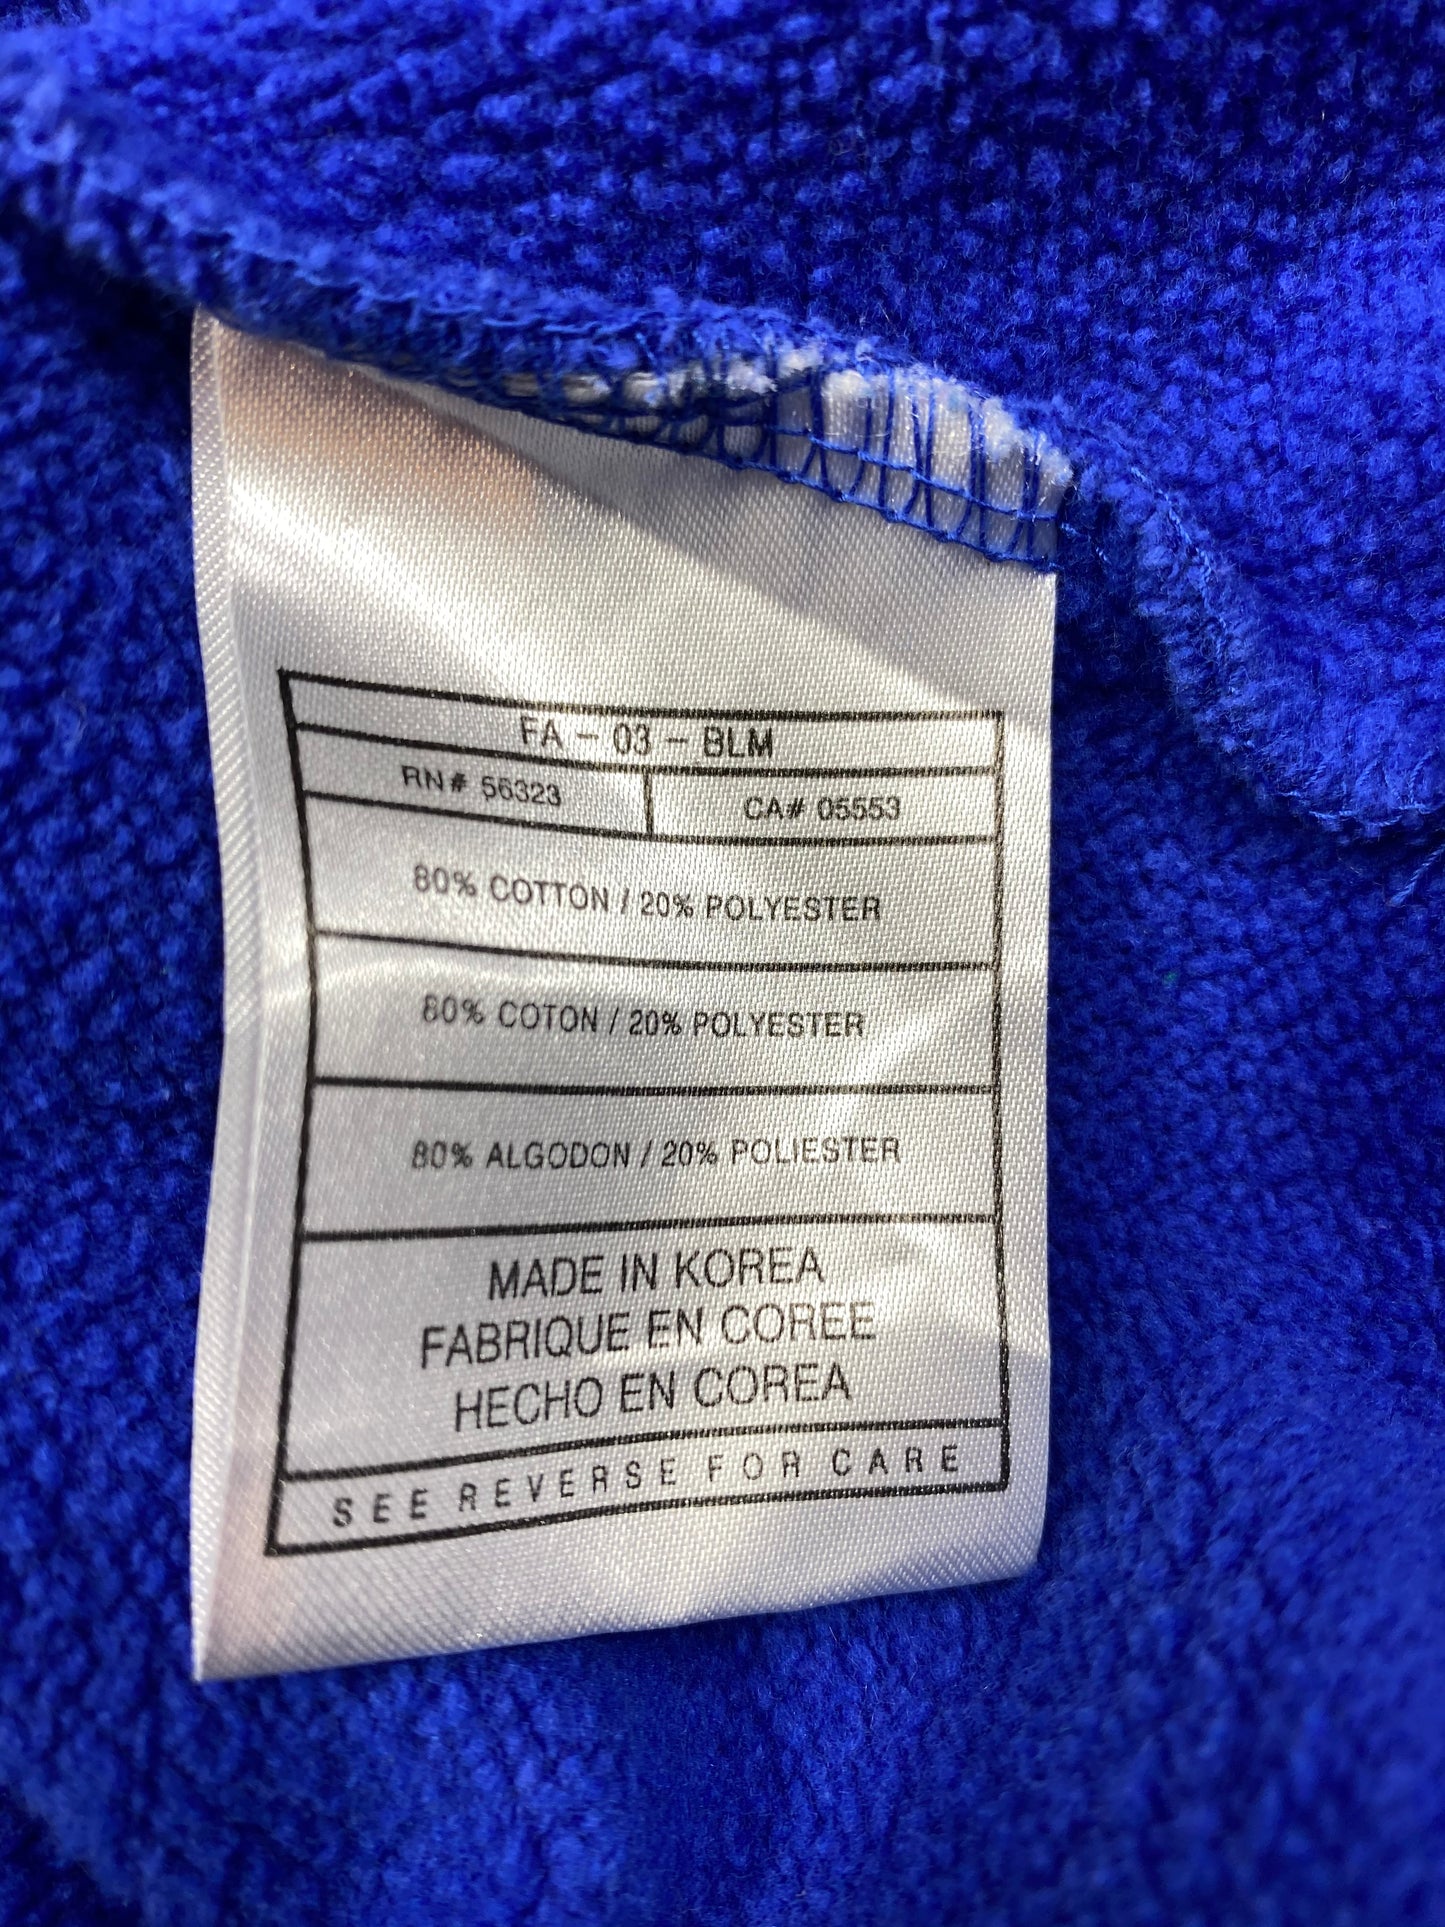 FA - 03 - BLM
RN# 56323
CA# 05553
80% COTTON / 20% POLYESTER
80% COTON / 20% POLYESTER
80% ALGODON / 20% POLIESTER
MADE IN KOREA
FABRIQUE EN COREE
HECHO EN COREA
SEE REVERSE FOR CARE